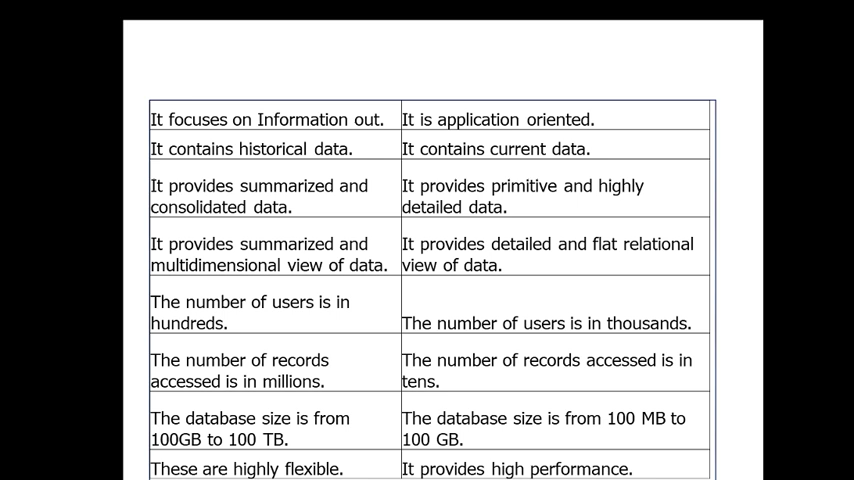 It focuses on Information out.
It is application oriented.
It contains historical data.
It contains current data.
It provides summarized and
consolidated data.
It provides primitive and highly
detailed data.
It provides summarized and
multidimensional view of data.
It provides detailed and flat relational
view of data.
The number of users is in
hundreds.
The number of users is in thousands.
The number of records
accessed is in millions.
The number of records accessed is in
tens.
The database size is from
100GB to 100 TB.
The database size is from 100 MB to
100 GB.
These are highly flexible.
It provides high performance.